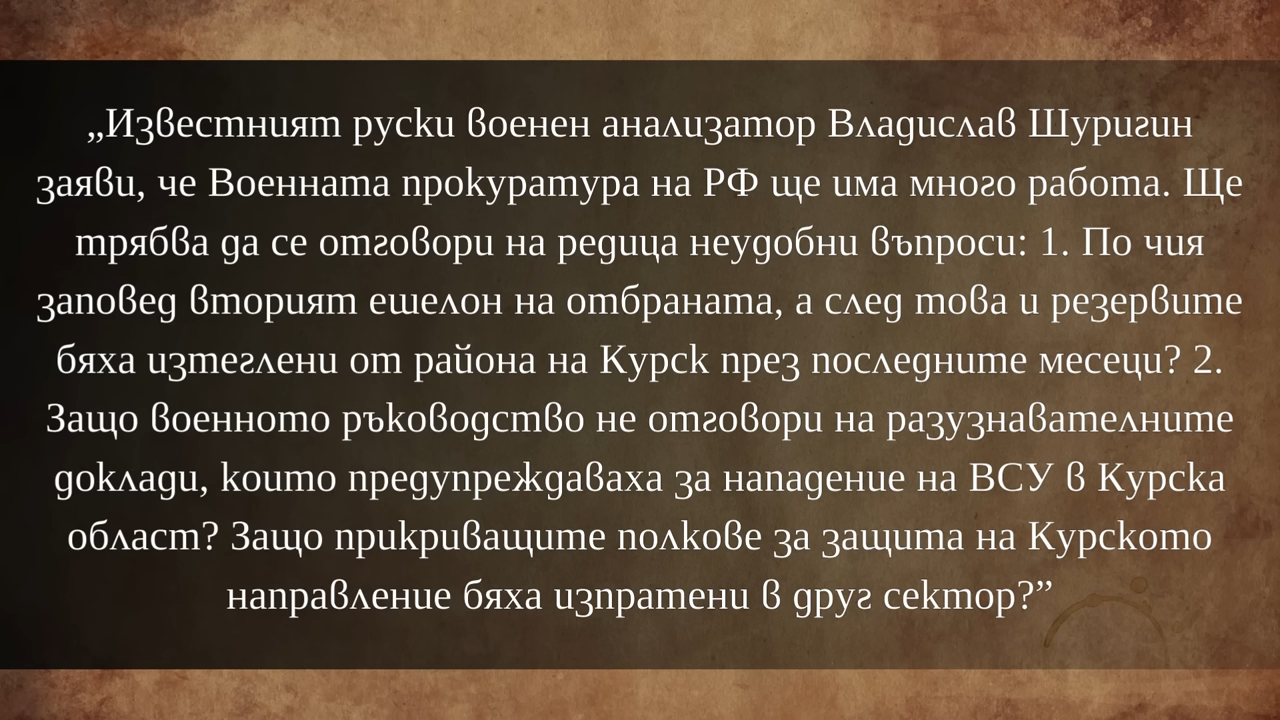 „Известният руски военен анализатор Владислав Шуригин
заяви, че Военната прокуратура на РФ ще има много работа. Ще
трябва да се отговори на редица неудобни въпроси: 1. По чия
заповед вторият ешелон на отбраната, а след това и резервите
бяха изтеглени от района на Курск през последните месеци? 2.
Защо военното ръководство не отговори на разузнавателните
доклади, които предупреждаваха за нападение на ВСУ в Курска
област? Защо прикриващите полкове за защита на Курското
направление бяха изпратени в друг сектор?”